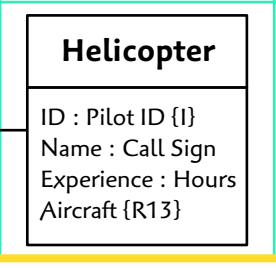 Helicopter
ID : Pilot ID {I}
Name : Call Sign
Experience : Hours
Aircraft {R13}